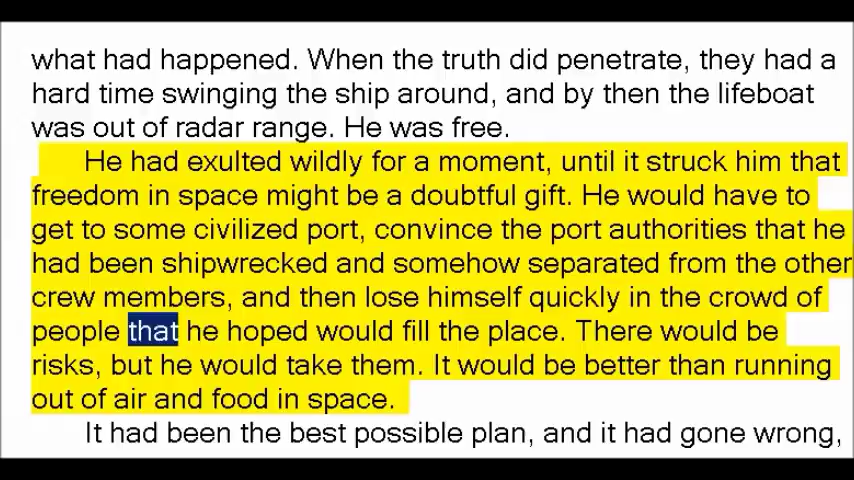 what had happened. When the truth did penetrate, they had a
hard time swinging the ship around, and by then the lifeboat
was out of radar range. He was free.
He had exulted wildly for a moment, until it struck him that
freedom in space might be a doubtful gift. He would have to
get to some civilized port, convince the port authorities that he
had been shipwrecked and somehow separated from the other
crew members, and then lose himself quickly in the crowd of
people that he hoped would fill the place. There would be
risks, but he would take them. It would be better than running
out of air and food in space.
It had been the best possible plan, and it had gone wrong,